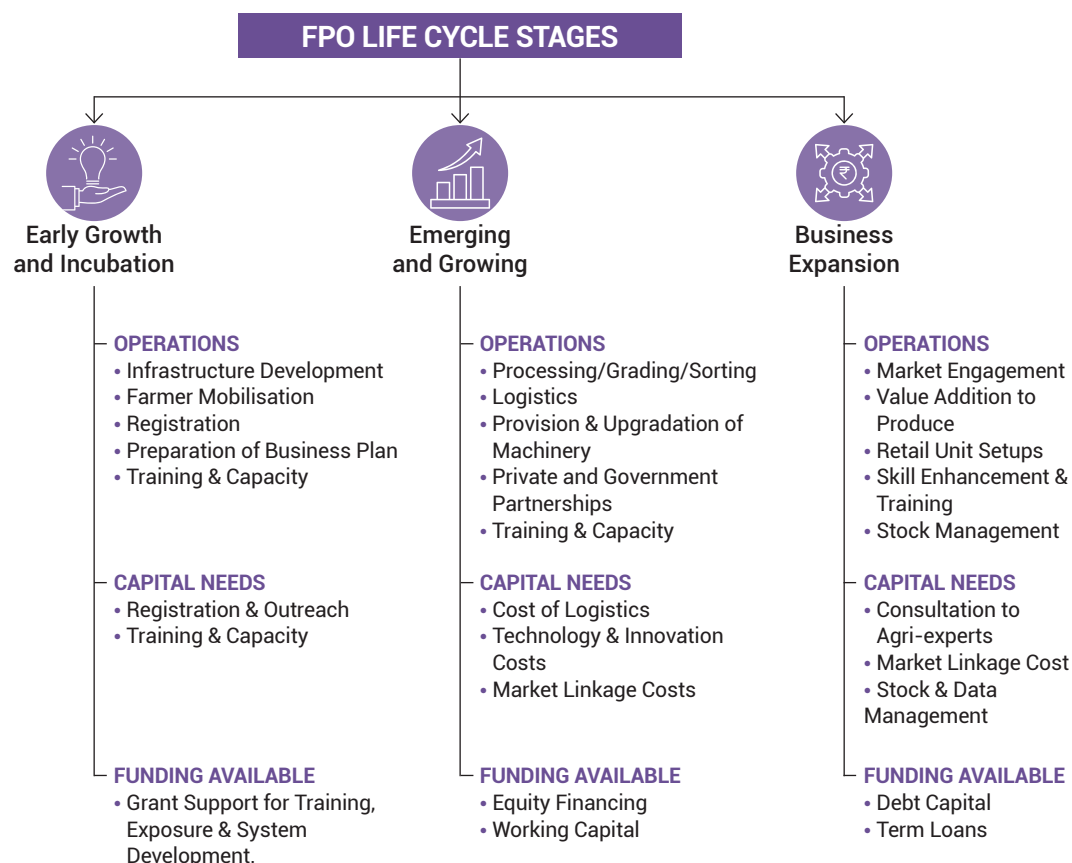 FPO LIFE CYCLE STAGES
Early Growth
and Incubation
OPERATIONS
• Infrastructure Development
• Farmer Mobilisation
• Registration
• Preparation of Business Plan
• Training & Capacity
CAPITAL NEEDS
• Registration & Outreach
• Training & Capacity
FUNDING AVAILABLE
• Grant Support for Training,
Exposure & System
Development.
Emerging
and Growing
OPERATIONS
• Processing/Grading/Sorting
• Logistics
• Provision & Upgradation of
Machinery
• Private and Government
Partnerships
• Training & Capacity
CAPITAL NEEDS
• Cost of Logistics
• Technology & Innovation
Costs
• Market Linkage Costs
FUNDING AVAILABLE
• Equity Financing
• Working Capital
₹
Business
Expansion
OPERATIONS
• Market Engagement
• Value Addition to
Produce
• Retail Unit Setups
• Skill Enhancement &
Training
• Stock Management
CAPITAL NEEDS
• Consultation to
Agri-experts
• Market Linkage Cost
• Stock & Data
Management
FUNDING AVAILABLE
• Debt Capital
• Term Loans